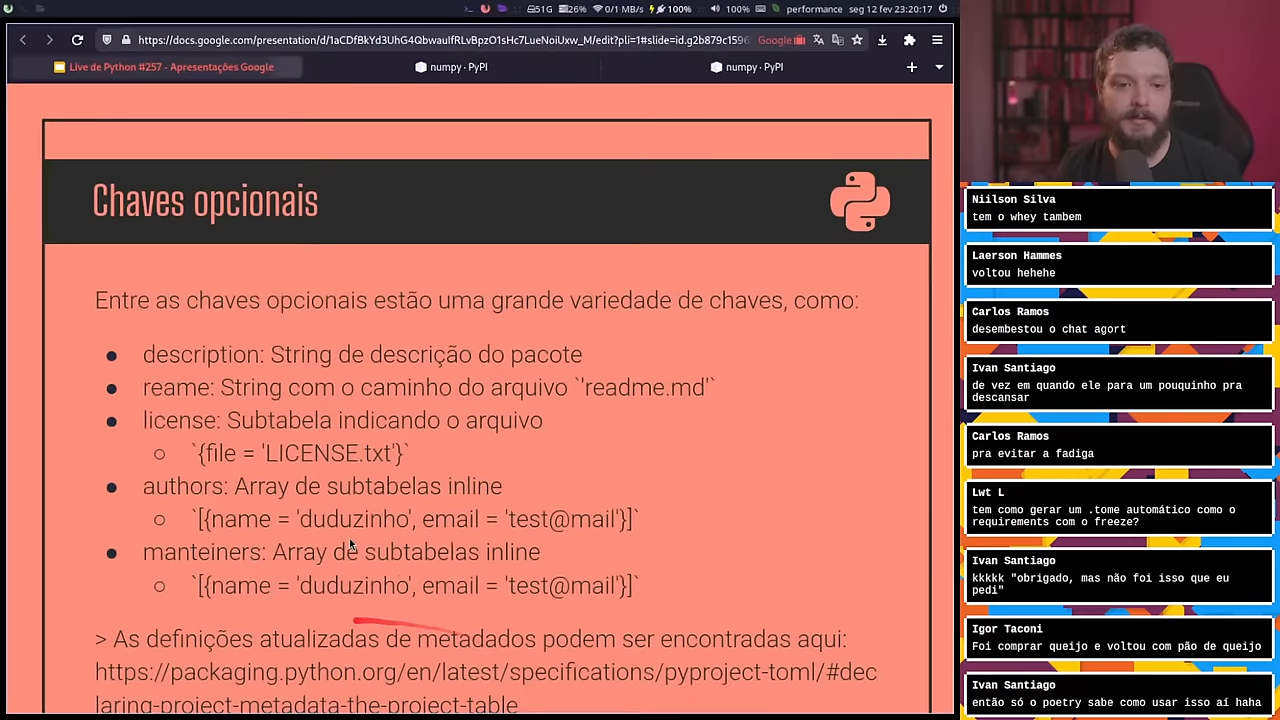 51G 26% 0/1 MB/s 100% 100% performance seg 12 fev 23:20:17
https://docs.google.com/presentation/d/1aCDfBkYd3UhG4QbwaulfRLvBpzO1sHc7LueNoiUxw_M/edit?pli=1#slide=id.g2b879c1596 Google
Live de Python #257 - Apresentações Google
numpy · PyPI
numpy · PyPI
Chaves opcionais
Entre as chaves opcionais estão uma grande variedade de chaves, como:
description: String de descrição do pacote
reame: String com o caminho do arquivo `'readme.md'`
license: Subtabela indicando o arquivo
`{file = 'LICENSE.txt'}`
authors: Array de subtabelas inline
`[{name = 'duduzinho', email = 'test@mail'}]`
manteiners: Array de subtabelas inline
`[{name = 'duduzinho', email = 'test@mail'}]`
> As definições atualizadas de metadados podem ser encontradas aqui:
https://packaging.python.org/en/latest/specifications/pyproject-toml/#dec
laring-project-metadata-the-project-table
Niilson Silva
tem o whey tambem
Laerson Hammes
voltou hehehe
Carlos Ramos
desembestou o chat agort
Ivan Santiago
de vez em quando ele para um pouquinho pra
descansar
Carlos Ramos
pra evitar a fadiga
Lwt L
tem como gerar um .tome automático como o
requirements com o freeze?
Ivan Santiago
kkkkk "obrigado, mas não foi isso que eu
pedi"
Igor Taconi
Foi comprar queijo e voltou com pão de queijo
Ivan Santiago
então só o poetry sabe como usar isso aí haha